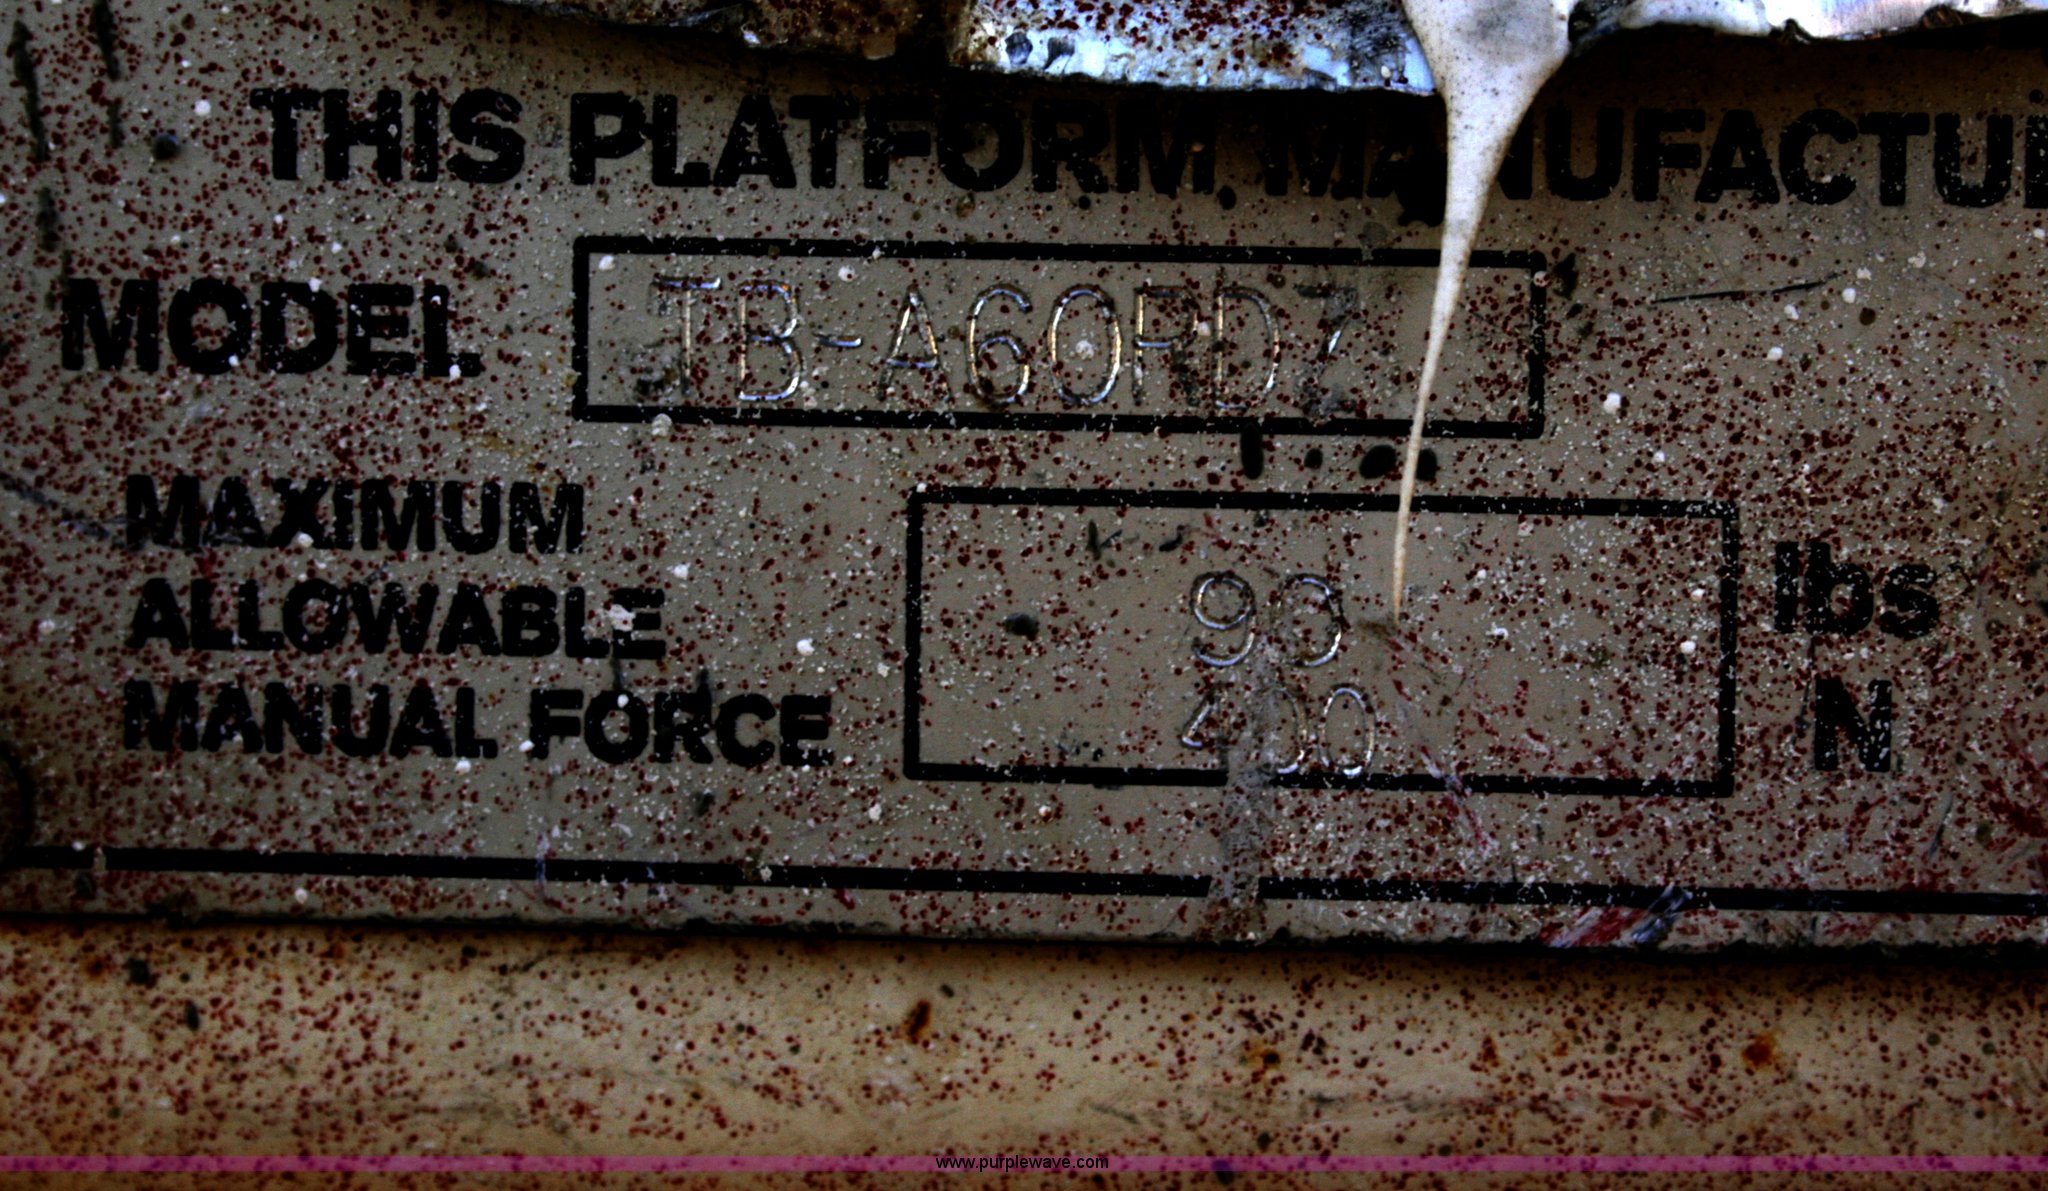 THIS PLATFORM MANUFACTU
MODEL TB-A60RDZ
MAXIMUM
ALLOWABLE
MANUAL FORCE
90 lbs
400 N
www.purplewave.com